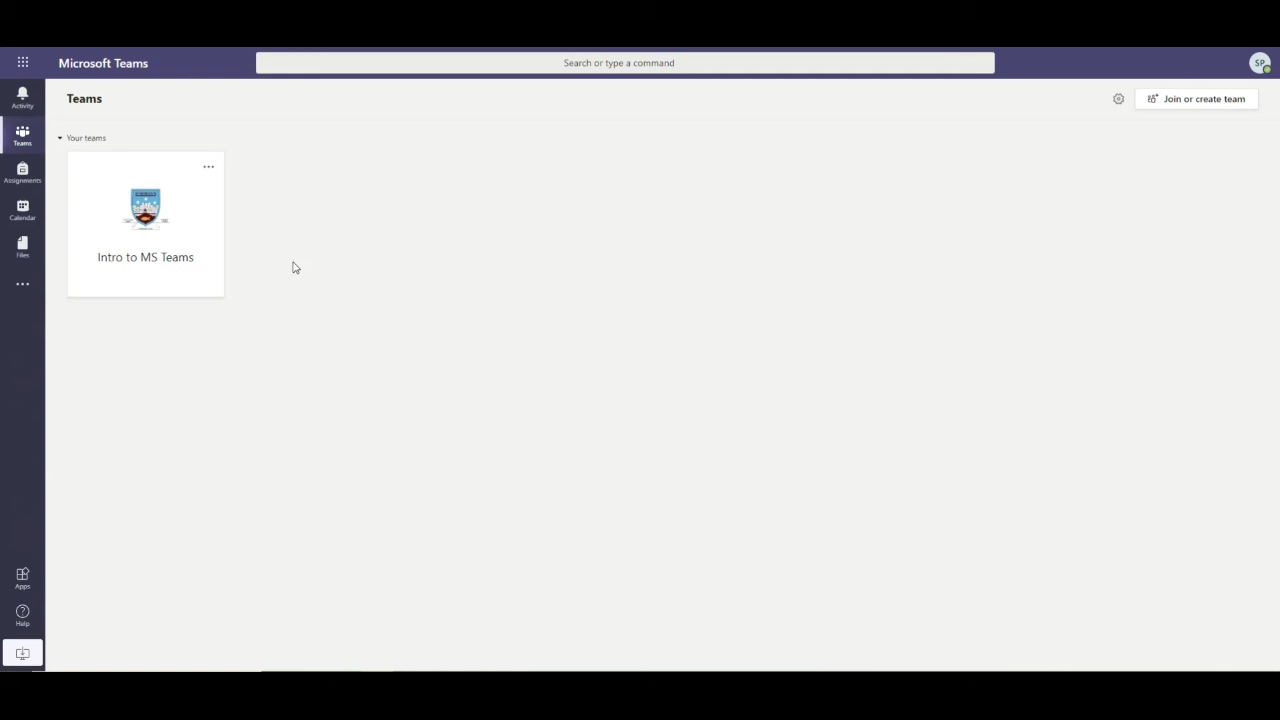 Microsoft Teams
Search or type a command
SP
Activity
Teams
Assignments
Calendar
Files
Apps
Help
Teams
Join or create team
Your teams
Intro to MS Teams